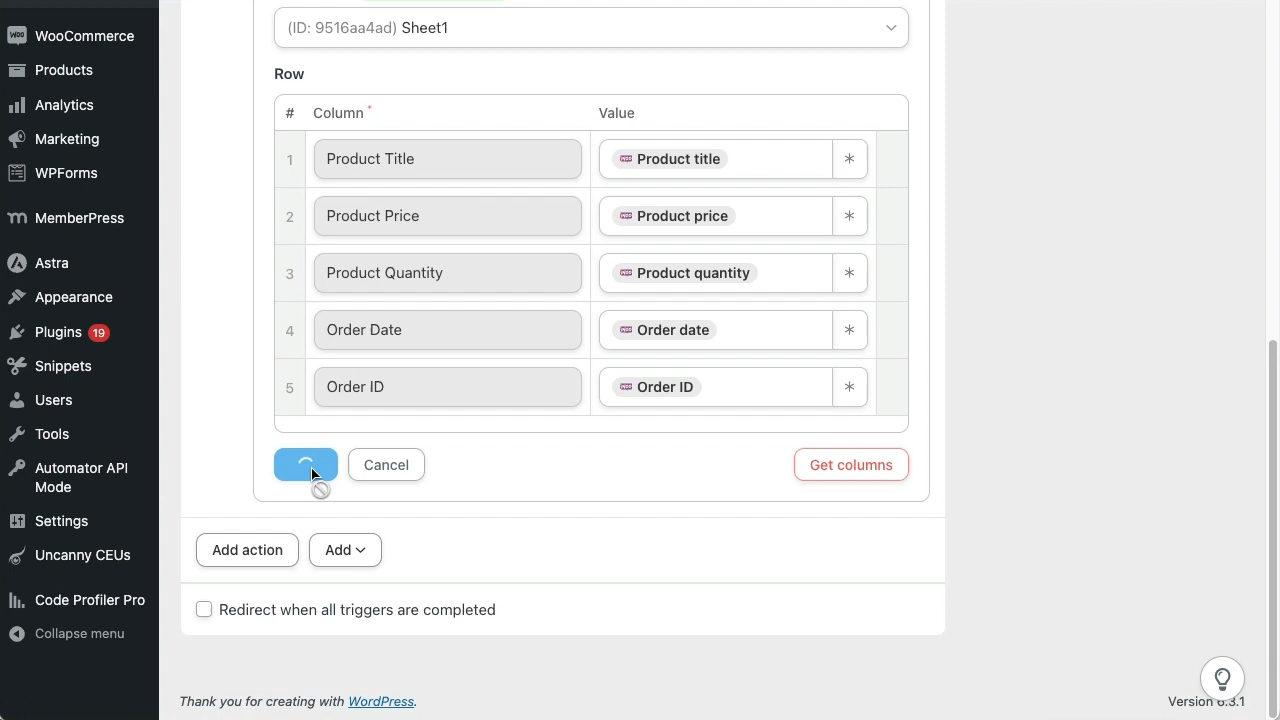 WooCommerce
Products
Analytics
Marketing
WPForms
MemberPress
Astra
Appearance
Plugins 19
Snippets
Users
Tools
Automator API
Mode
Settings
Uncanny CEUs
Code Profiler Pro
Collapse menu
(ID: 9516aa4ad) Sheet1
Row
# Column * Value
1 Product Title Product title *
2 Product Price Product price *
3 Product Quantity Product quantity *
4 Order Date Order date *
5 Order ID Order ID *
Cancel Get columns
Add action Add
Redirect when all triggers are completed
Thank you for creating with WordPress. Version 6.3.1